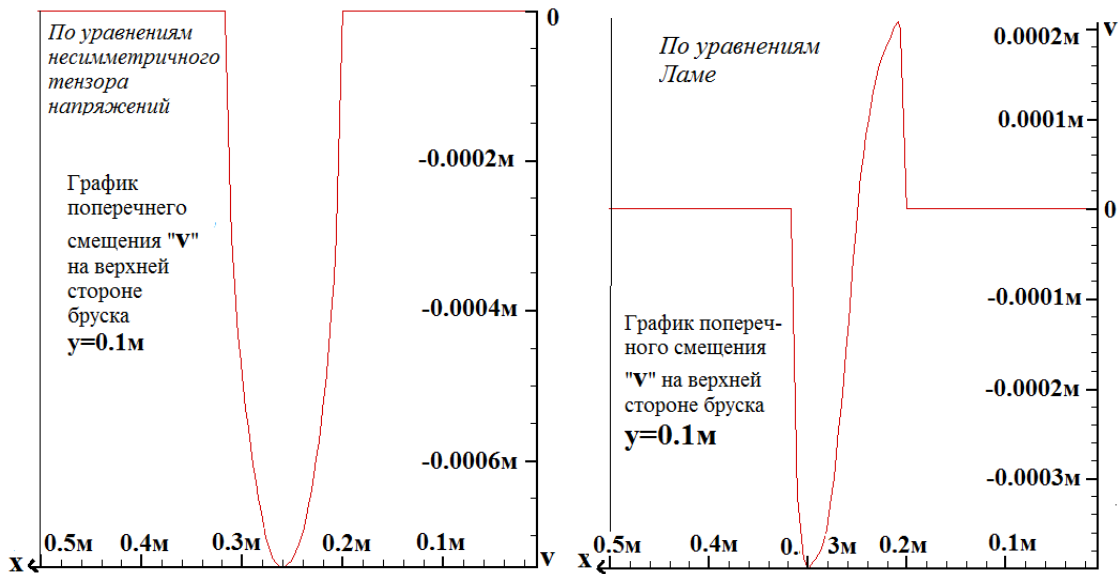 По уравнениям
несимметричного
тензора
напряжений
0
-0.0002м
График
поперечнего
смещения "v"
на верхней
стороне
бруска
y=0.1м
-0.0004м
-0.0006м
x 0.5м 0.4м 0.3м 0.2м 0.1м v
По уравнениям
Ламе
v
0.0002м
0.0001м
0
-0.0001м
График попереч-
ного смещения
"v" на верхней
стороне бруска
y=0.1м
-0.0002м
-0.0003м
x 0.5м 0.4м 0. 3м 0.2м 0.1м